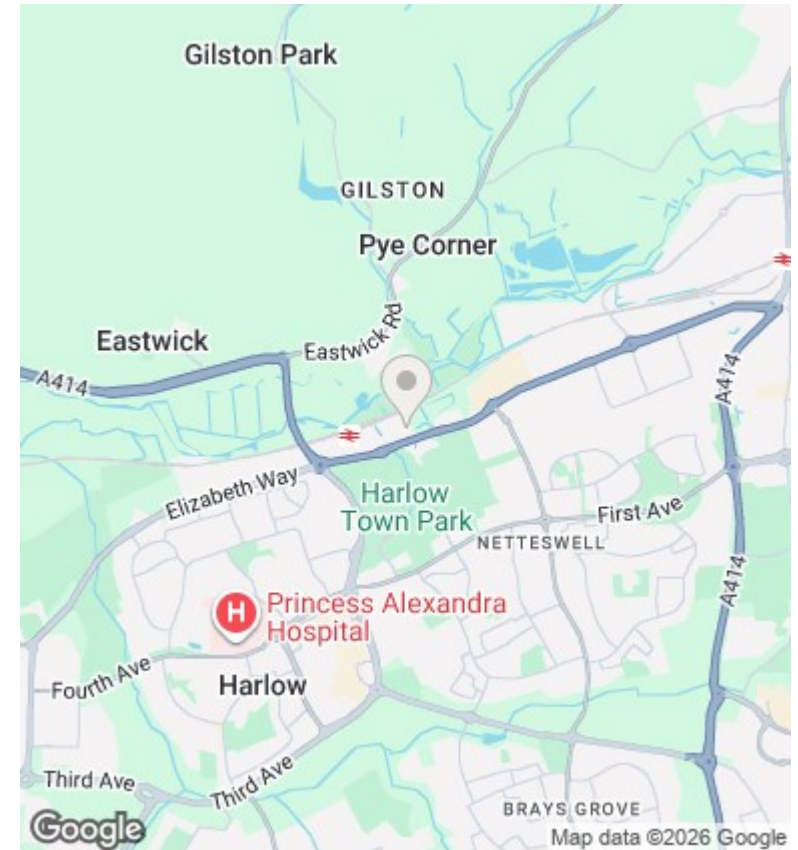 Gilston Park
GILSTON
Pye Corner
Eastwick
Eastwick Rd
A414
A414
Elizabeth Way
Harlow
Town Park
First Ave
NETTESWELL
A414
H
Princess Alexandra
Hospital
Fourth Ave
Harlow
Third Ave
Third Ave
BRAYS GROVE
Google
Map data ©2026 Google